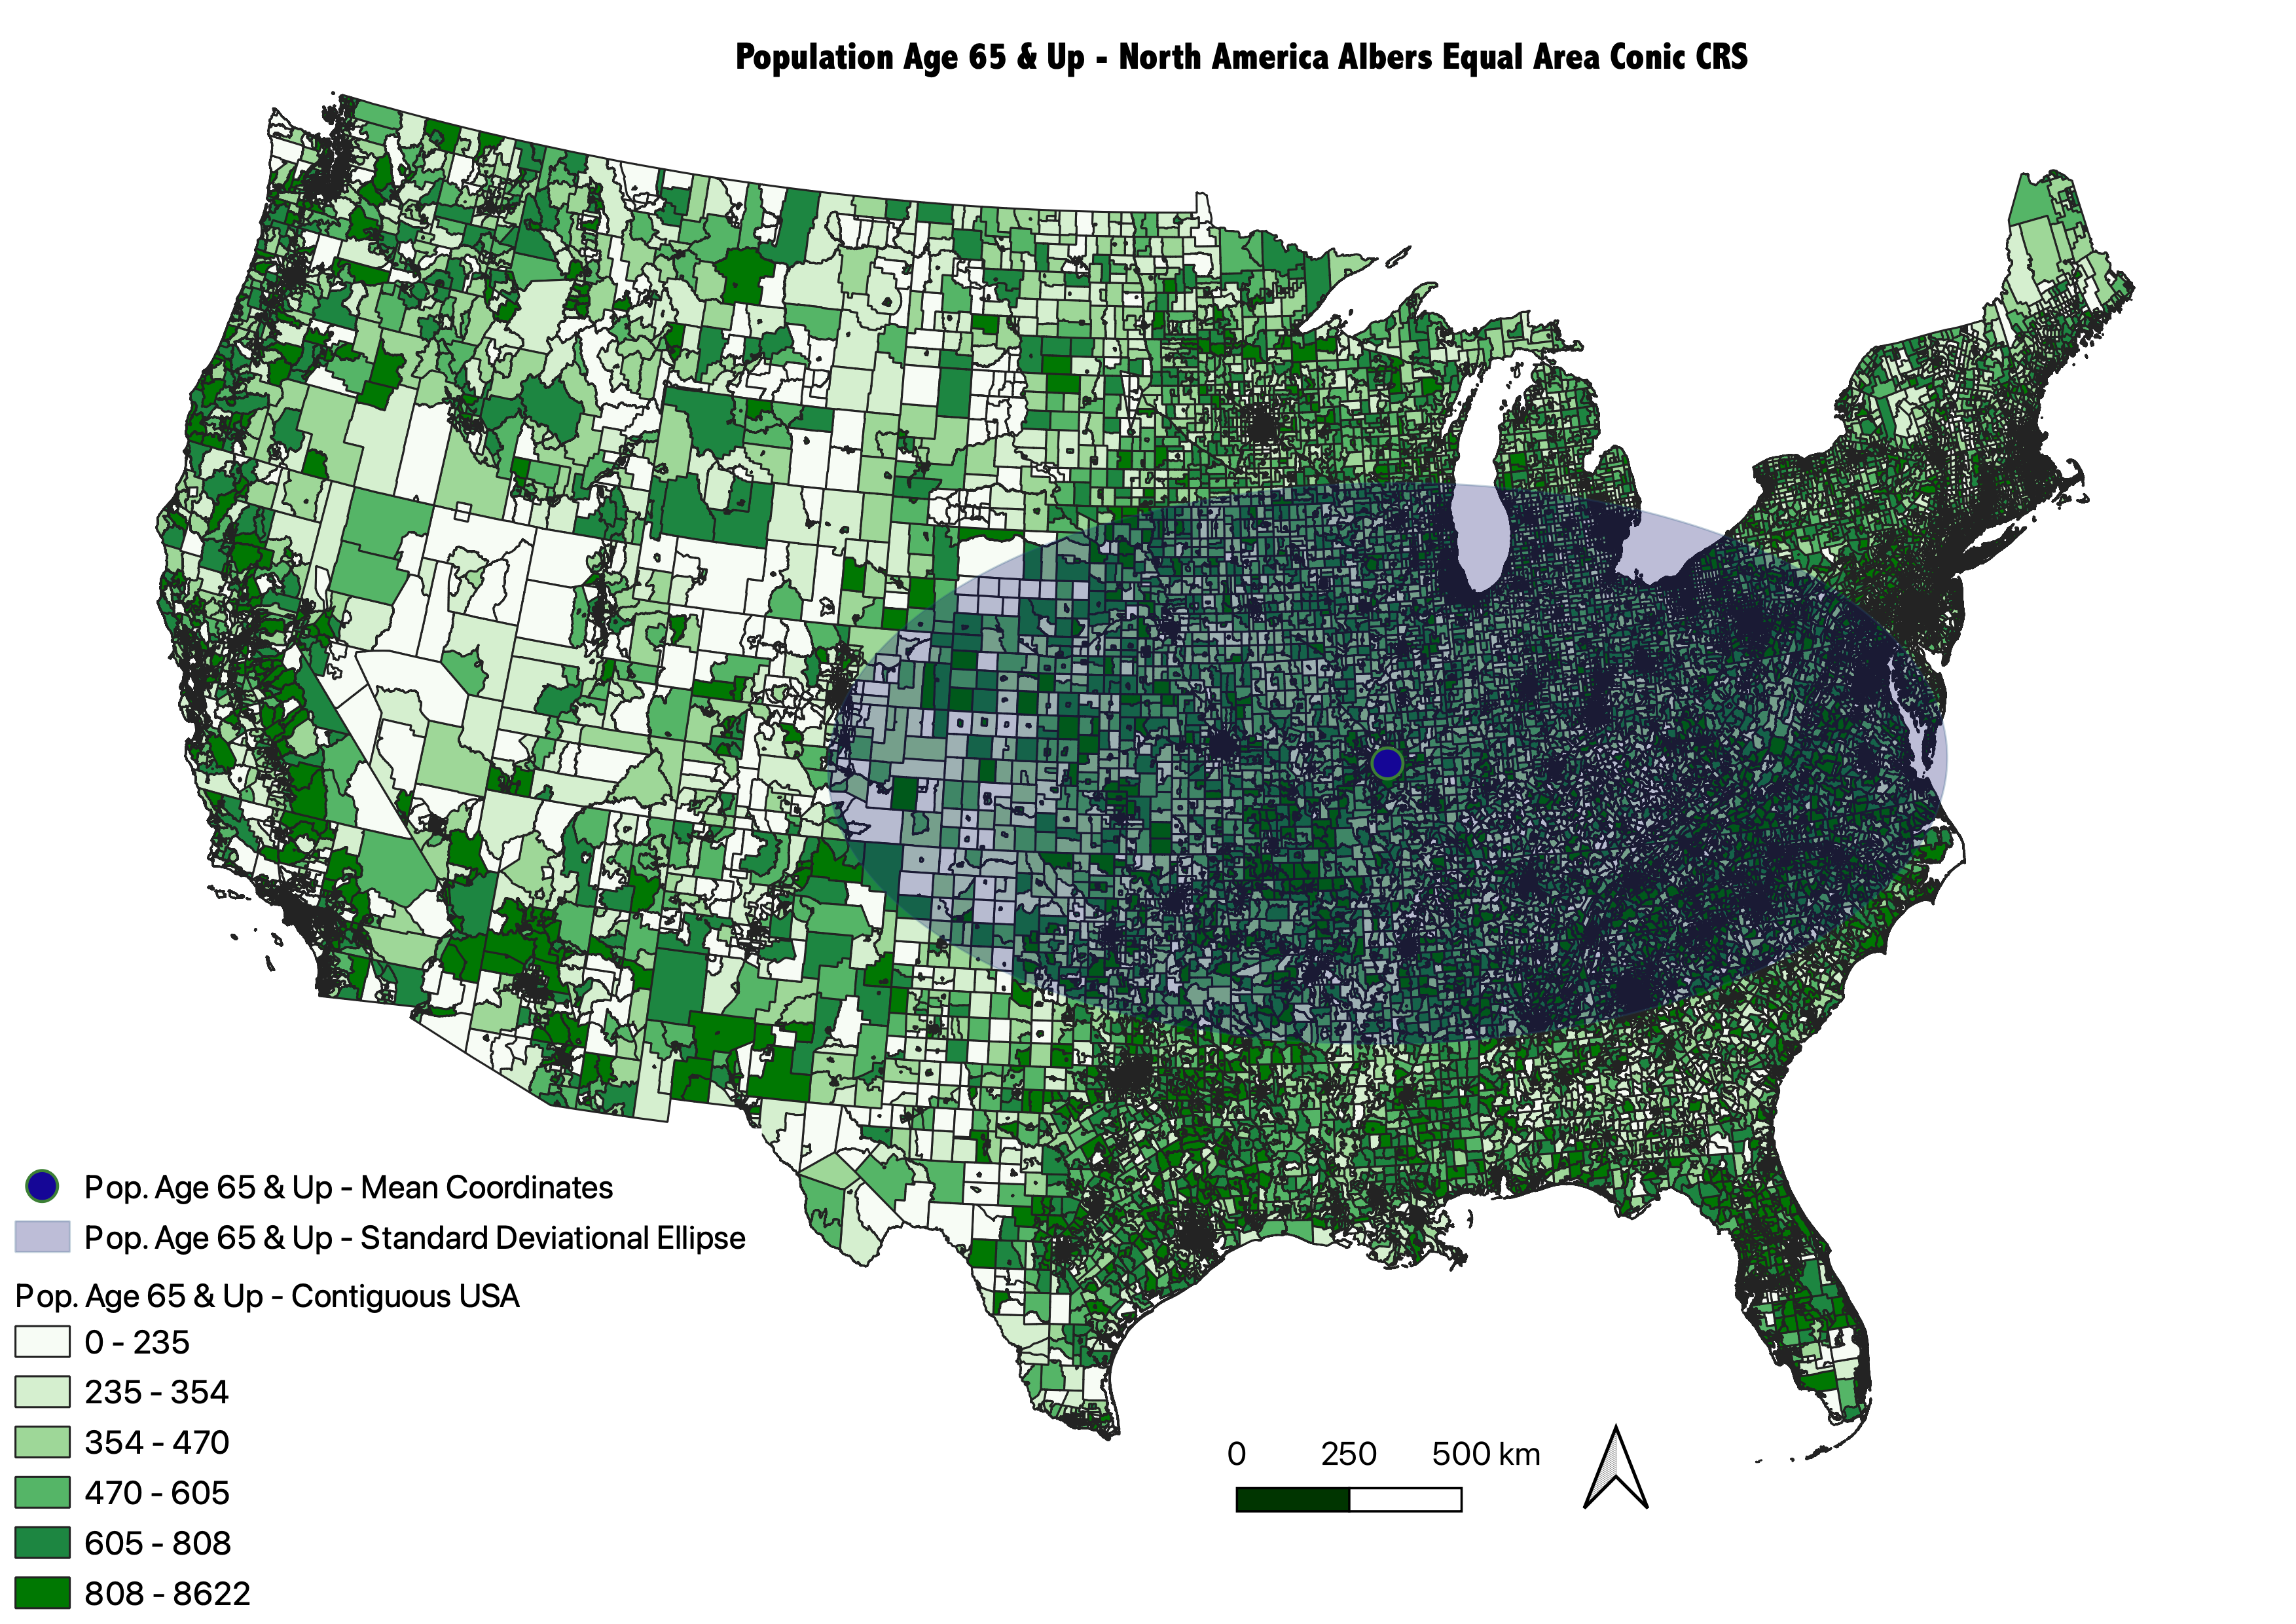 Population Age 65 & Up - North America Albers Equal Area Conic CRS
Pop. Age 65 & Up - Mean Coordinates
Pop. Age 65 & Up - Standard Deviational Ellipse
Pop. Age 65 & Up - Contiguous USA
0 - 235
235 - 354
354 - 470
470 - 605
605 - 808
808 - 8622
0 250 500 km